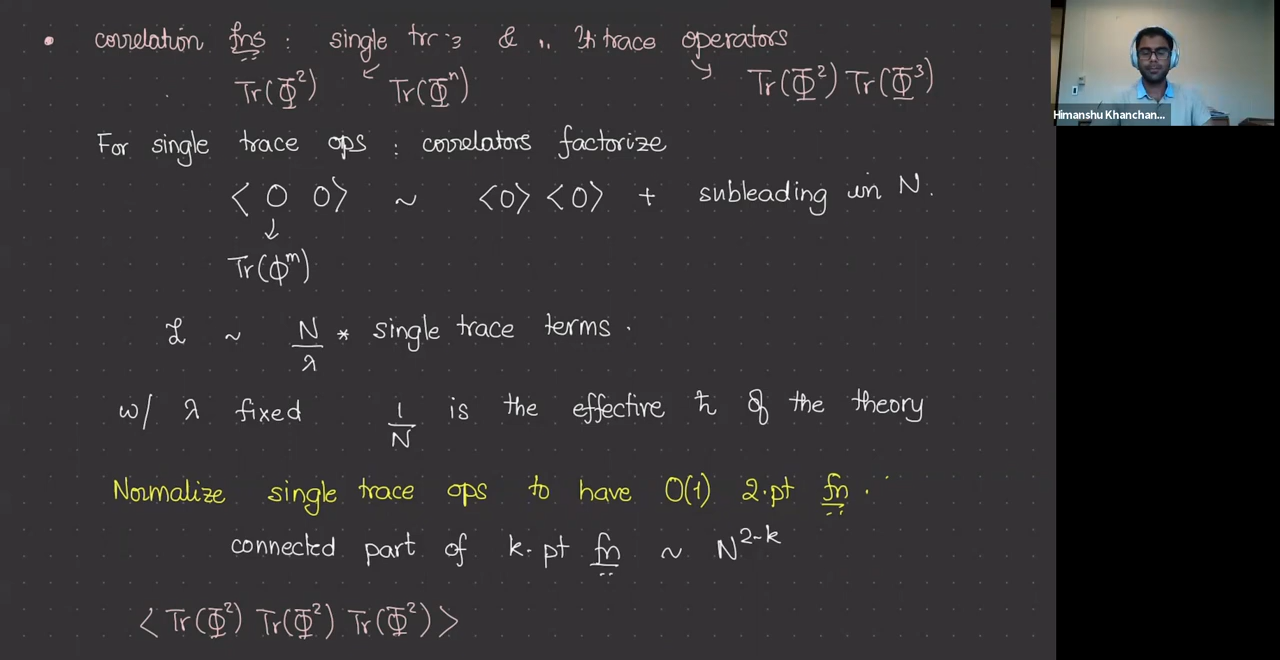 • correlation fns : single & trace operators
Tr(Φ²) Tr(Φⁿ) Tr(Φ²) Tr(Φ³)
For single trace ops : correlators factorize
< O O > ~ <O> <O> + subleading in N.
↓
Tr(Φᵐ)
ℒ ~ N/λ * single trace terms.
w/ λ fixed 1/N is the effective ħ of the theory
Normalize single trace ops to have O(1) 2.pt fn.
connected part of k.pt fn ~ N^{2-k}
< Tr(Φ²) Tr(Φ²) Tr(Φ²) >
Himanshu Khanchan...